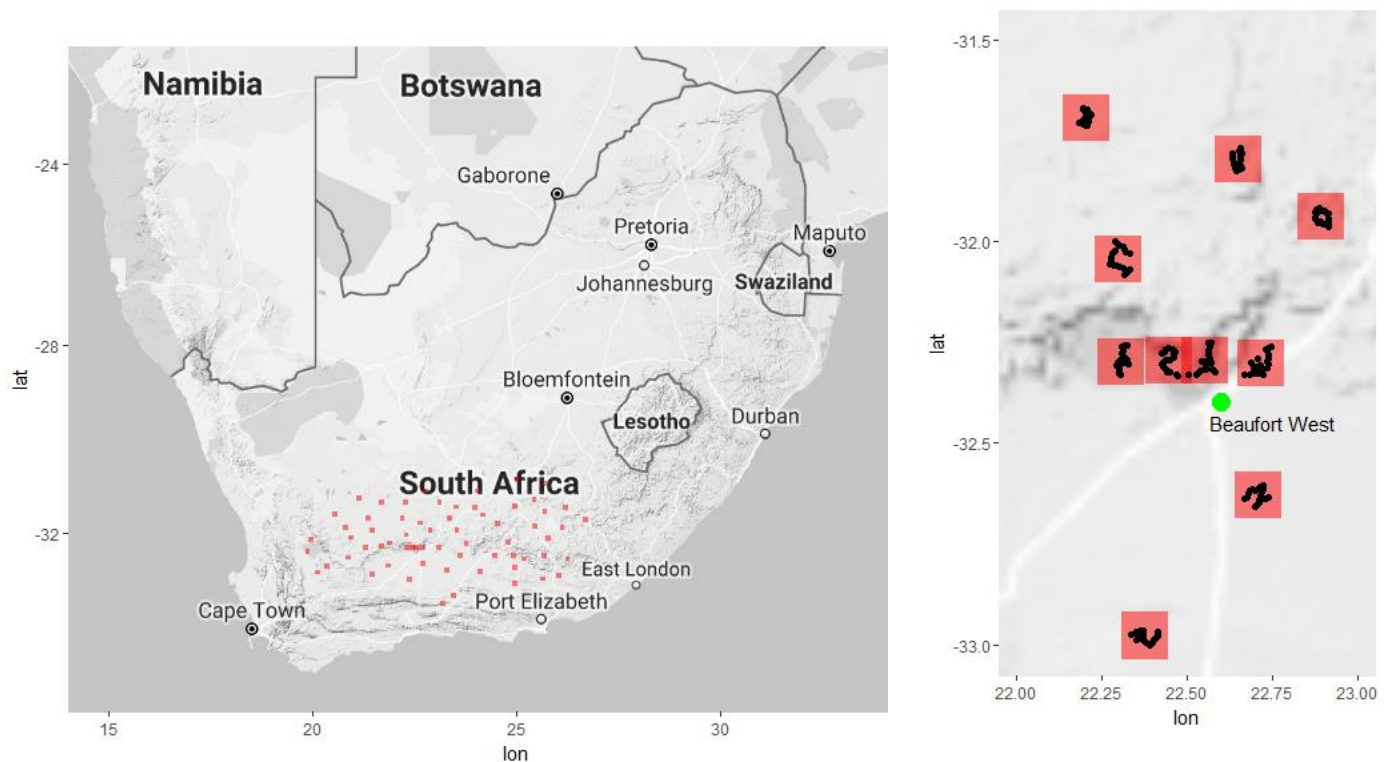 Namibia
Botswana
Gaborone
Pretoria
Maputo
Johannesburg
Swaziland
Bloemfontein
Lesotho
Durban
South Africa
East London
Port Elizabeth
Cape Town
-24
-28
-32
lat
15
20
25
30
lon
-31.5
-32.0
-32.5
-33.0
lat
Beaufort West
22.00
22.25
22.50
22.75
23.00
lon